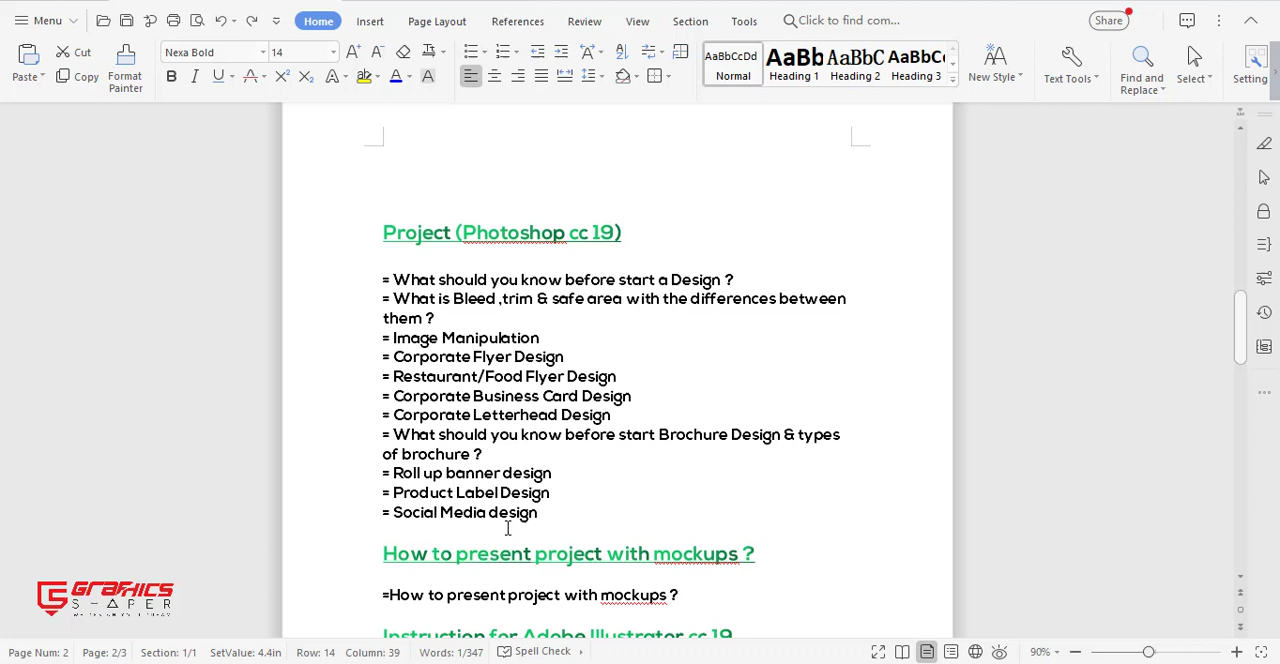 Menu
Home
Insert
Page Layout
References
Review
View
Section
Tools
Click to find com...
Share
Paste
Cut
Copy
Format
Painter
Nexa Bold
14
AaBbCcDd
Normal
AaBb
Heading 1
AaBbC
Heading 2
AaBbC
Heading 3
New Style
Text Tools
Find and
Replace
Select
Setting
Project (Photoshop cc 19)
= What should you know before start a Design ?
= What is Bleed ,trim & safe area with the differences between
them ?
= Image Manipulation
= Corporate Flyer Design
= Restaurant/Food Flyer Design
= Corporate Business Card Design
= Corporate Letterhead Design
= What should you know before start Brochure Design & types
of brochure ?
= Roll up banner design
= Product Label Design
= Social Media design
How to present project with mockups ?
=How to present project with mockups ?
Instruction for Adobe Illustrator cc 19
GRAPHICS
SHAPER
Page Num: 2
Page: 2/3
Section: 1/1
SetValue: 4.4in
Row: 14
Column: 39
Words: 1/347
Spell Check
90%